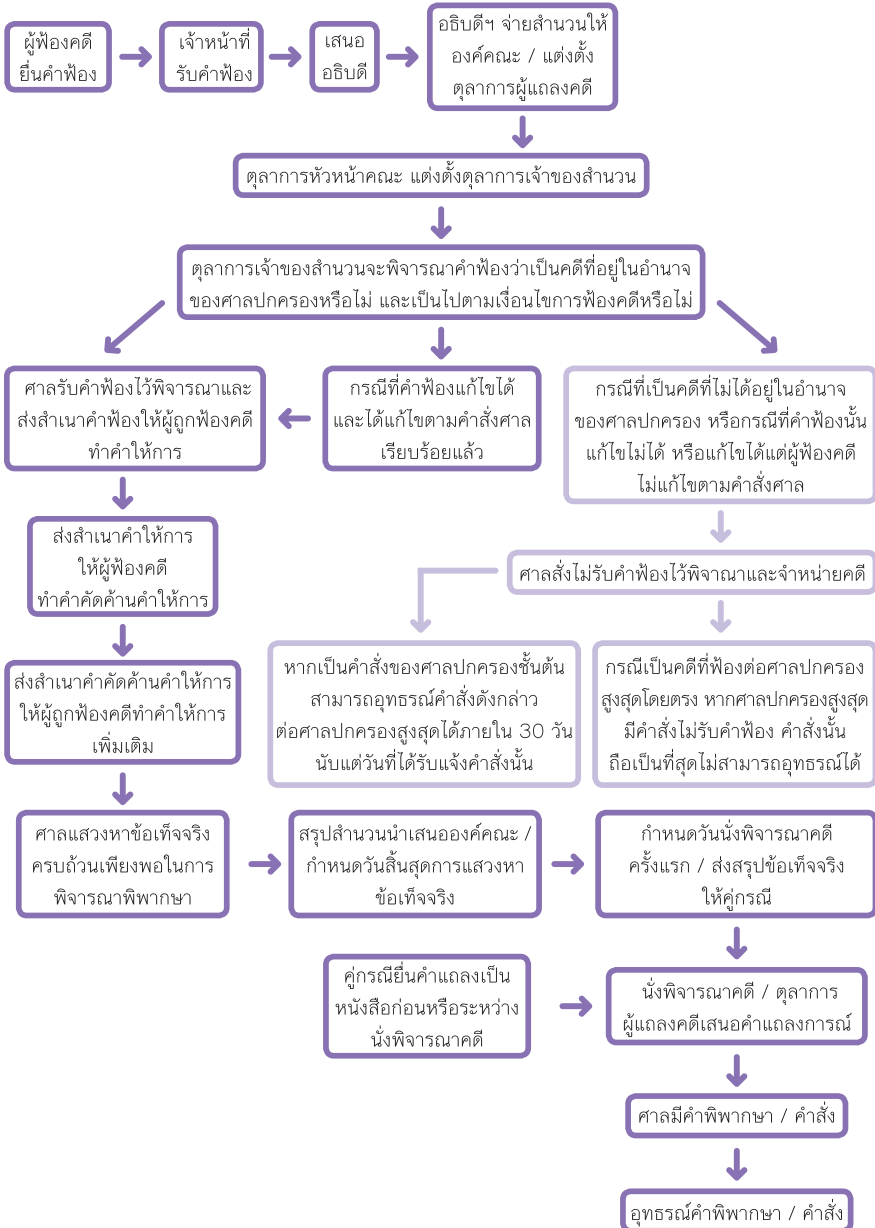 ผู้ฟ้องคดี
ยื่นคำฟ้อง
เจ้าหน้าที่
รับคำฟ้อง
เสนอ
อธิบดี
อธิบดีฯ จ่ายสำนวนให้
องค์คณะ / แต่งตั้ง
ตุลาการผู้แถลงคดี
ตุลาการหัวหน้าคณะ แต่งตั้งตุลาการเจ้าของสำนวน
ตุลาการเจ้าของสำนวนจะพิจารณาคำฟ้องว่าเป็นคดีที่อยู่ในอำนาจ
ของศาลปกครองหรือไม่ และเป็นไปตามเงื่อนไขการฟ้องคดีหรือไม่
ศาลรับคำฟ้องไว้พิจารณาและ
ส่งสำเนาคำฟ้องให้ผู้ถูกฟ้องคดี
ทำคำให้การ
กรณีที่คำฟ้องแก้ไขได้
และได้แก้ไขตามคำสั่งศาล
เรียบร้อยแล้ว
กรณีที่เป็นคดีที่ไม่ได้อยู่ในอำนาจ
ของศาลปกครอง หรือกรณีที่คำฟ้องนั้น
แก้ไขไม่ได้ หรือแก้ไขได้แต่ผู้ฟ้องคดี
ไม่แก้ไขตามคำสั่งศาล
ส่งสำเนาคำให้การ
ให้ผู้ฟ้องคดี
ทำคำคัดค้านคำให้การ
ศาลสั่งไม่รับคำฟ้องไว้พิจาณาและจำหน่ายคดี
ส่งสำเนาคำคัดค้านคำให้การ
ให้ผู้ถูกฟ้องคดีทำคำให้การ
เพิ่มเติม
หากเป็นคำสั่งของศาลปกครองชั้นต้น
สามารถอุทธรณ์คำสั่งดังกล่าว
ต่อศาลปกครองสูงสุดได้ภายใน 30 วัน
นับแต่วันที่ได้รับแจ้งคำสั่งนั้น
กรณีเป็นคดีที่ฟ้องต่อศาลปกครอง
สูงสุดโดยตรง หากศาลปกครองสูงสุด
มีคำสั่งไม่รับคำฟ้อง คำสั่งนั้น
ถือเป็นที่สุดไม่สามารถอุทธรณ์ได้
ศาลแสวงหาข้อเท็จจริง
ครบถ้วนเพียงพอในการ
พิจารณาพิพากษา
สรุปสำนวนนำเสนอองค์คณะ /
กำหนดวันสิ้นสุดการแสวงหา
ข้อเท็จจริง
กำหนดวันนั่งพิจารณาคดี
ครั้งแรก / ส่งสรุปข้อเท็จจริง
ให้คู่กรณี
คู่กรณียื่นคำแถลงเป็น
หนังสือก่อนหรือระหว่าง
นั่งพิจารณาคดี
นั่งพิจารณาคดี / ตุลาการ
ผู้แถลงคดีเสนอคำแถลงการณ์
ศาลมีคำพิพากษา / คำสั่ง
อุทธรณ์คำพิพากษา / คำสั่ง